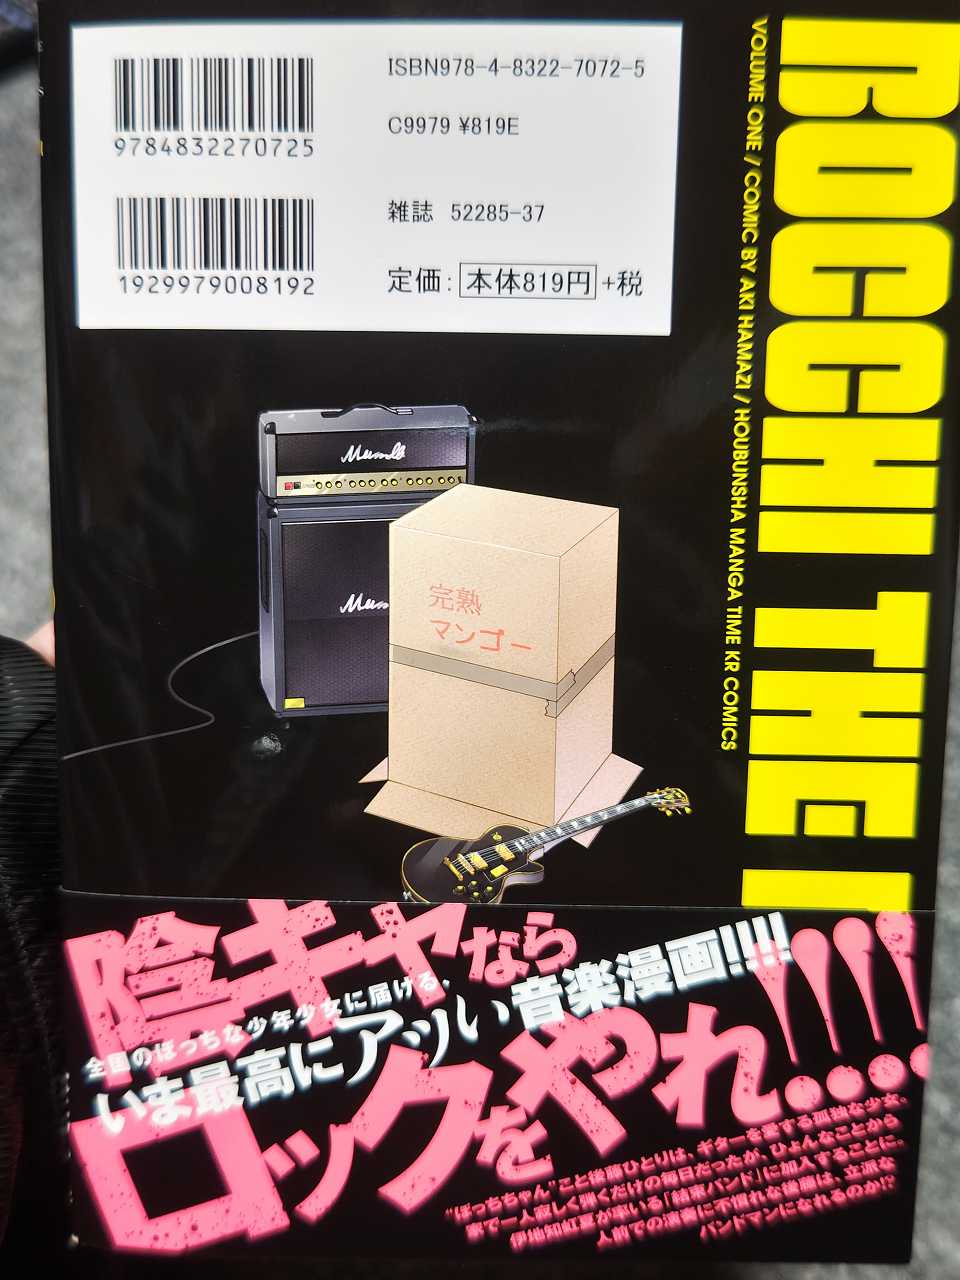 ISBN978-4-8322-7072-5
9784832270725
C9979 ¥819E
雑誌 52285-37
1929979008192
定価: 本体819円 +税
BOCCHI THE
VOLUME ONE / COMIC BY AKI HAMAZI / HOUBUNSHA MANGA TIME KR COMICS
Mumble
完熟
マンゴー
陰キャなら
全国のぼっちな少年少女に届ける、
いま最高にアツい音楽漫画!!!!
ロックをやれ!!!!
"ぼっちちゃん"こと後藤ひとりは、ギターを愛する孤独な少女。
家で一人寂しく弾くだけの毎日だったが、ひょんなことから
伊地知虹夏が率いる「結束バンド」に加入することに。
人前での演奏に不慣れな後藤は、立派な
バンドマンになれるのか!?